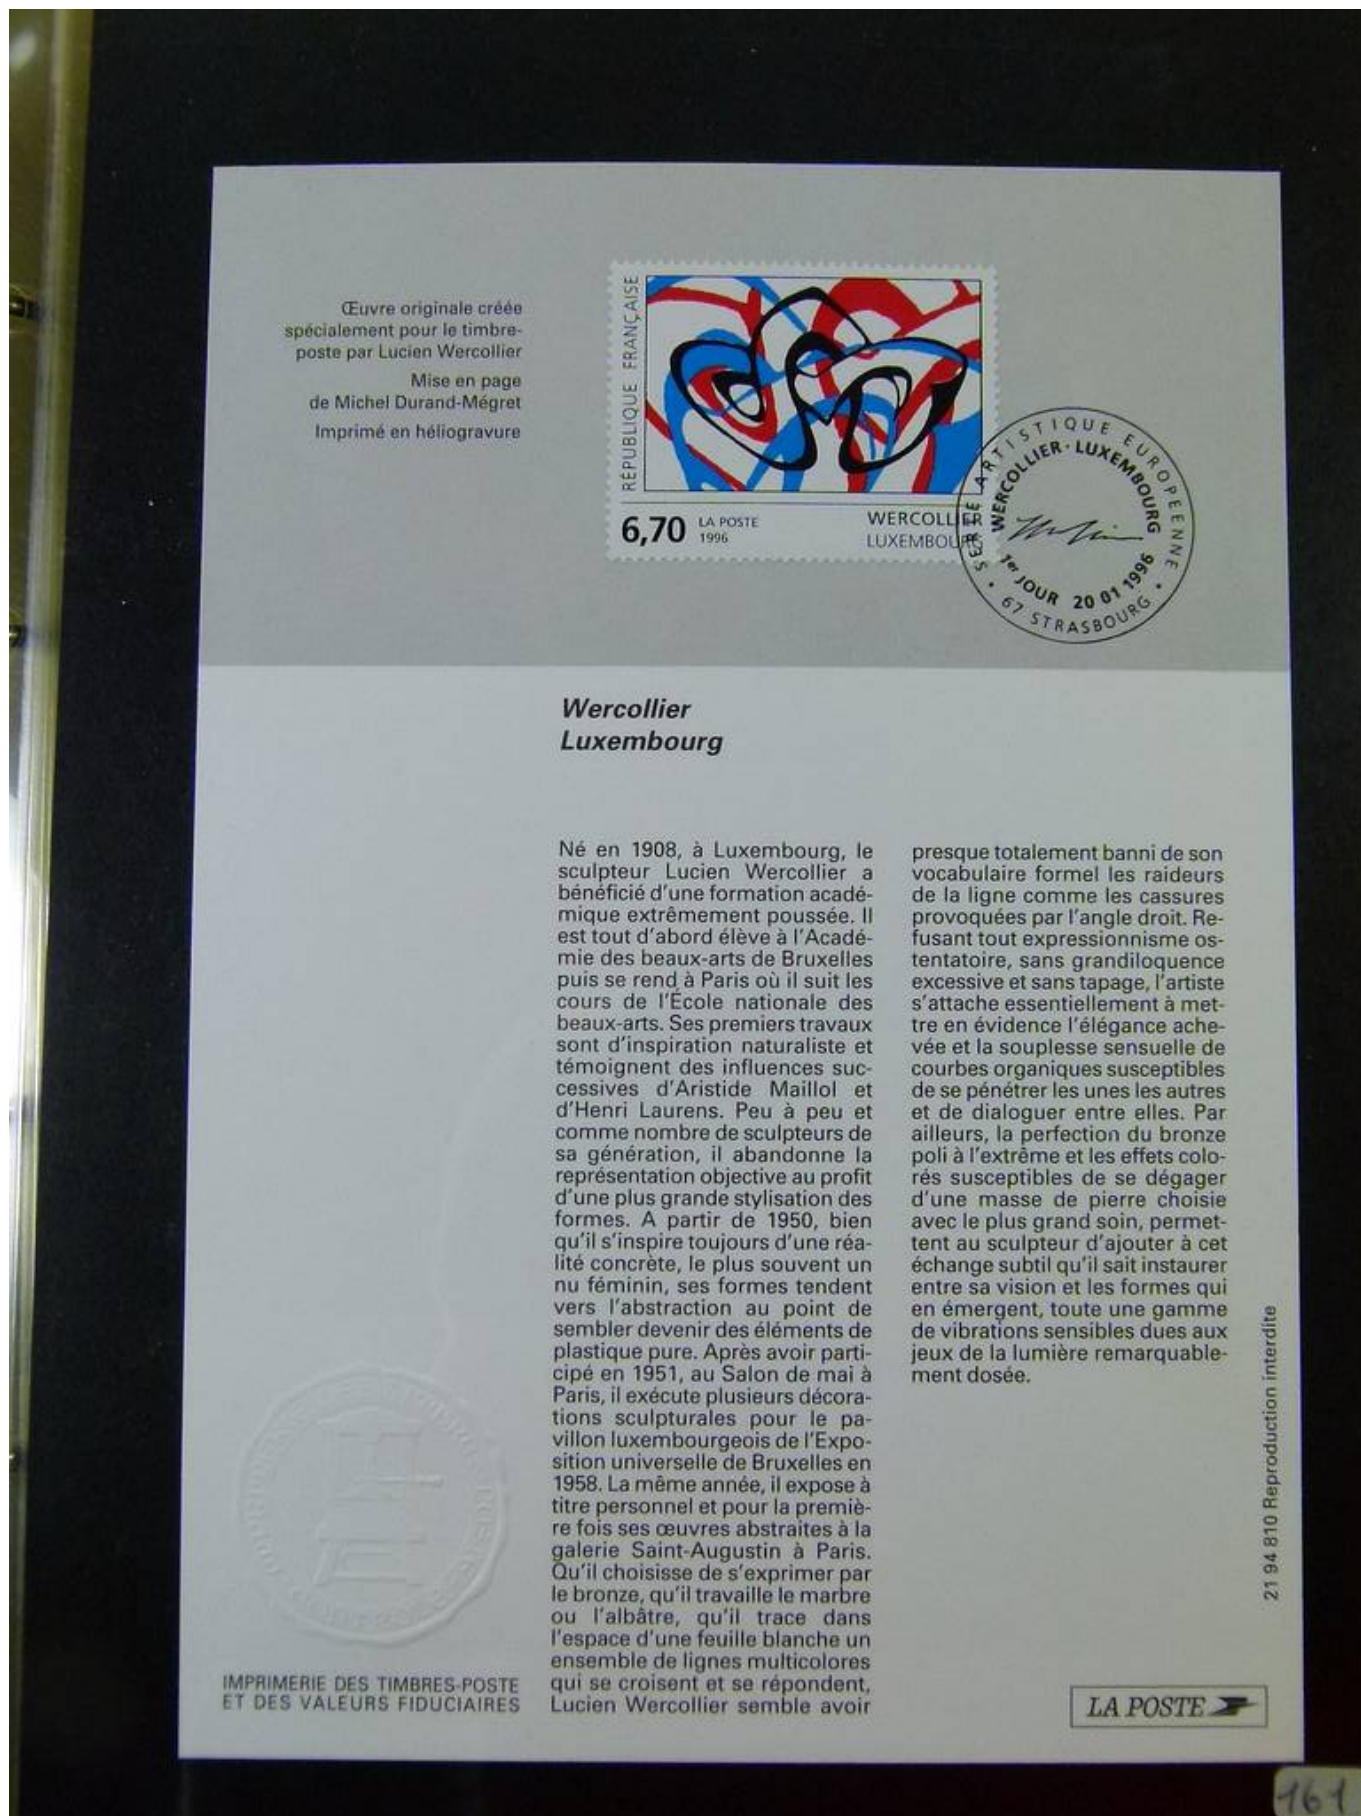 Œuvre originale créée
spécialement pour le timbre-
poste par Lucien Wercollier
Mise en page
de Michel Durand-Mégret
Imprimé en héliogravure
RÉPUBLIQUE FRANÇAISE
6,70
LA POSTE
1996
WERCOLLIER
LUXEMBOURG
SÉRIE ARTISTIQUE EUROPÉENNE
WERCOLLIER · LUXEMBOURG
1er JOUR 20 01 1996
67 STRASBOURG
Wercollier
Luxembourg
Né en 1908, à Luxembourg, le
sculpteur Lucien Wercollier a
bénéficié d'une formation acadé-
mique extrêmement poussée. Il
est tout d'abord élève à l'Acadé-
mie des beaux-arts de Bruxelles
puis se rend à Paris où il suit les
cours de l'École nationale des
beaux-arts. Ses premiers travaux
sont d'inspiration naturaliste et
témoignent des influences suc-
cessives d'Aristide Maillol et
d'Henri Laurens. Peu à peu et
comme nombre de sculpteurs de
sa génération, il abandonne la
représentation objective au profit
d'une plus grande stylisation des
formes. A partir de 1950, bien
qu'il s'inspire toujours d'une réa-
lité concrète, le plus souvent un
nu féminin, ses formes tendent
vers l'abstraction au point de
sembler devenir des éléments de
plastique pure. Après avoir parti-
cipé en 1951, au Salon de mai à
Paris, il exécute plusieurs décora-
tions sculpturales pour le pa-
villon luxembourgeois de l'Expo-
sition universelle de Bruxelles en
1958. La même année, il expose à
titre personnel et pour la premiè-
re fois ses œuvres abstraites à la
galerie Saint-Augustin à Paris.
Qu'il choisisse de s'exprimer par
le bronze, qu'il travaille le marbre
ou l'albâtre, qu'il trace dans
l'espace d'une feuille blanche un
ensemble de lignes multicolores
qui se croisent et se répondent,
Lucien Wercollier semble avoir
presque totalement banni de son
vocabulaire formel les raideurs
de la ligne comme les cassures
provoquées par l'angle droit. Re-
fusant tout expressionnisme os-
tentatoire, sans grandiloquence
excessive et sans tapage, l'artiste
s'attache essentiellement à met-
tre en évidence l'élégance ache-
vée et la souplesse sensuelle de
courbes organiques susceptibles
de se pénétrer les unes les autres
et de dialoguer entre elles. Par
ailleurs, la perfection du bronze
poli à l'extrême et les effets colo-
rés susceptibles de se dégager
d'une masse de pierre choisie
avec le plus grand soin, permet-
tent au sculpteur d'ajouter à cet
échange subtil qu'il sait instaurer
entre sa vision et les formes qui
en émergent, toute une gamme
de vibrations sensibles dues aux
jeux de la lumière remarquable-
ment dosée.
21 94 810 Reproduction interdite
IMPRIMERIE DES TIMBRES-POSTE
ET DES VALEURS FIDUCIAIRES
LA POSTE
161